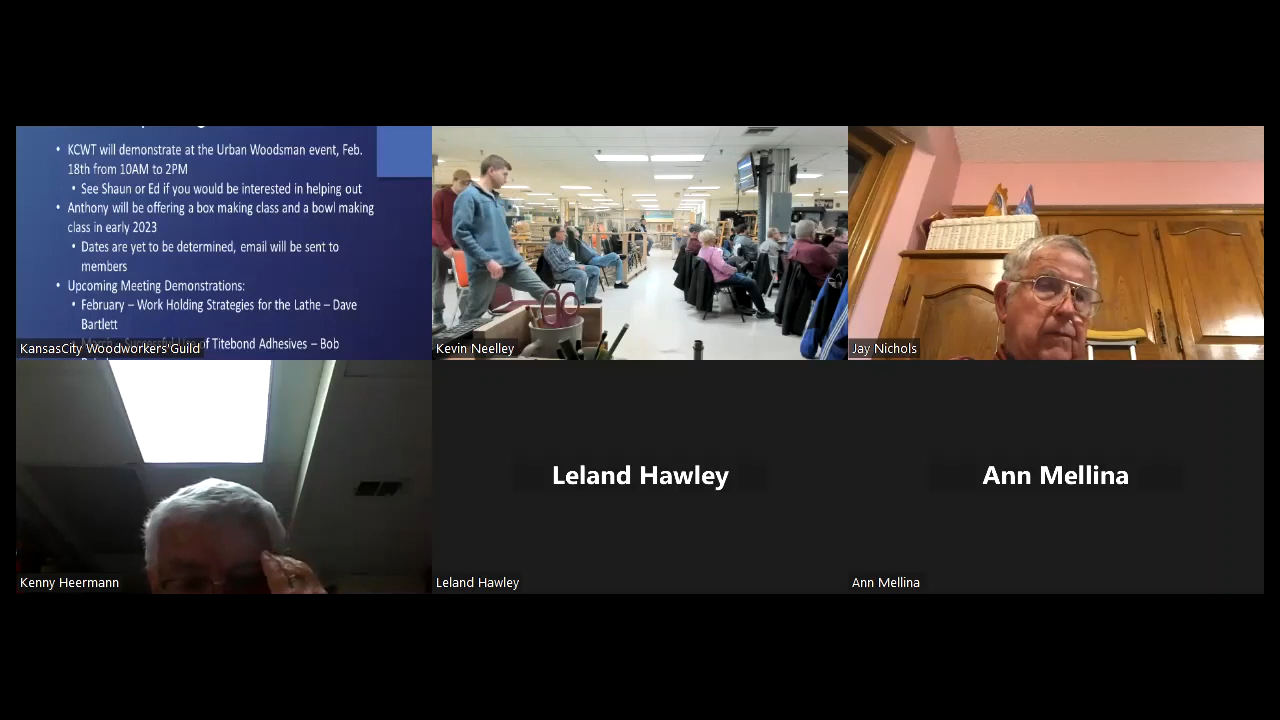 • KCWT will demonstrate at the Urban Woodsman event, Feb.
18th from 10AM to 2PM
• See Shaun or Ed if you would be interested in helping out
• Anthony will be offering a box making class and a bowl making
class in early 2023
• Dates are yet to be determined, email will be sent to
members
• Upcoming Meeting Demonstrations:
• February – Work Holding Strategies for the Lathe – Dave
Bartlett
of Titebond Adhesives – Bob
KansasCity Woodworkers'Guild
Kevin Neelley
Jay Nichols
Kenny Heermann
Leland Hawley
Leland Hawley
Ann Mellina
Ann Mellina